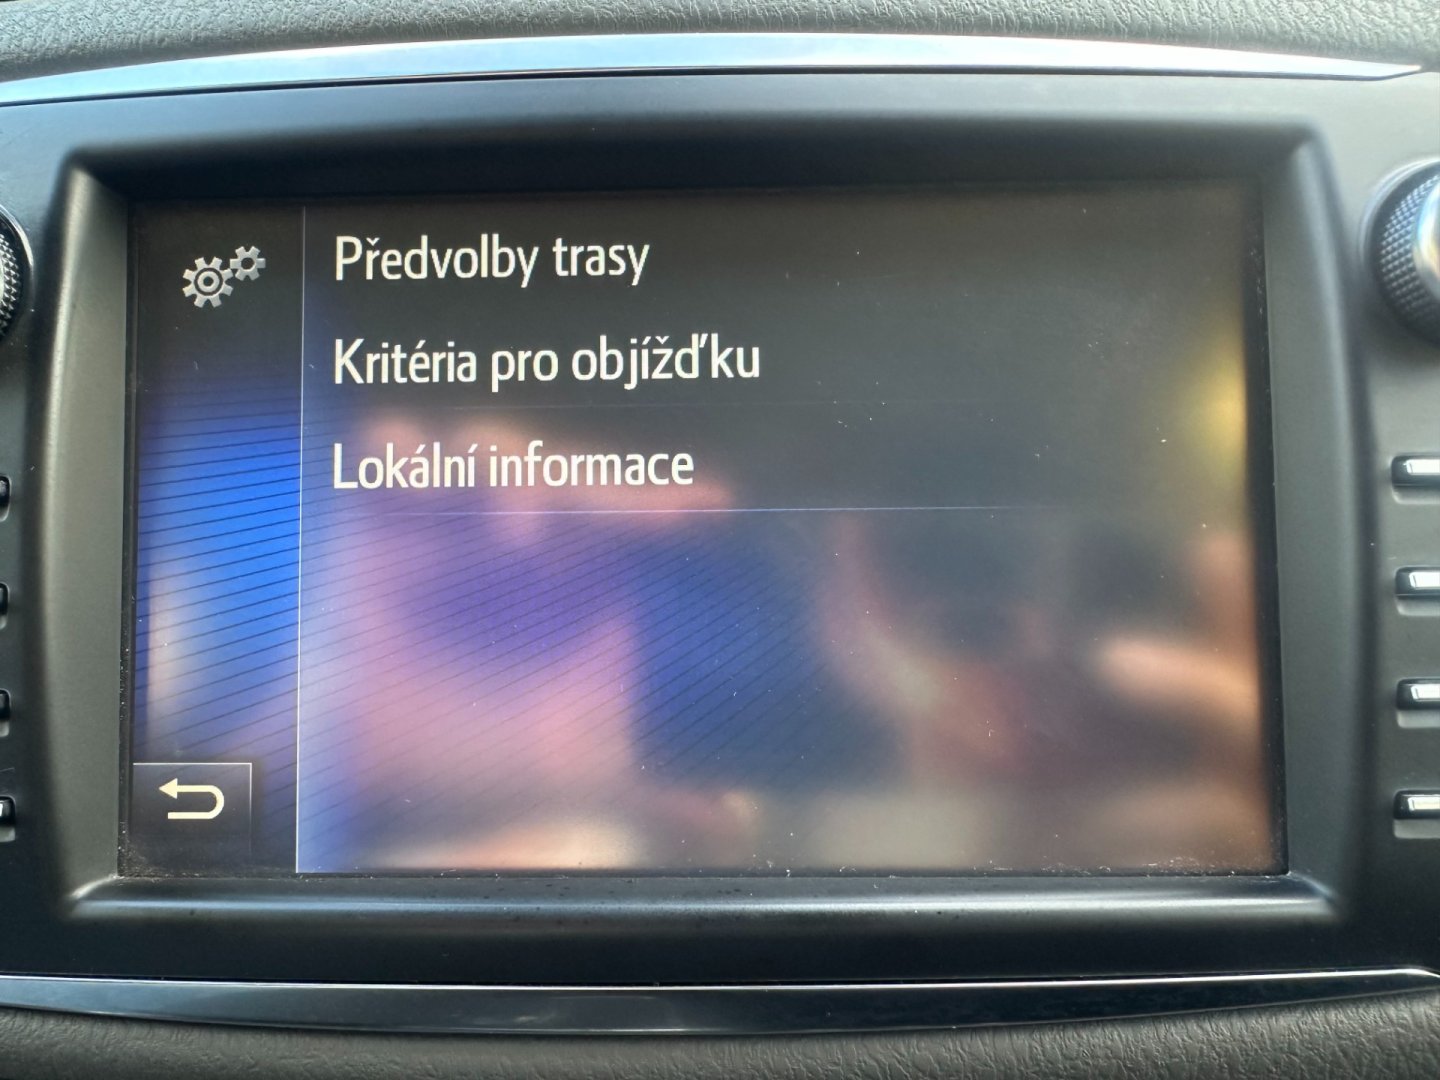 Předvolby trasy
Kritéria pro objížďku
Lokální informace